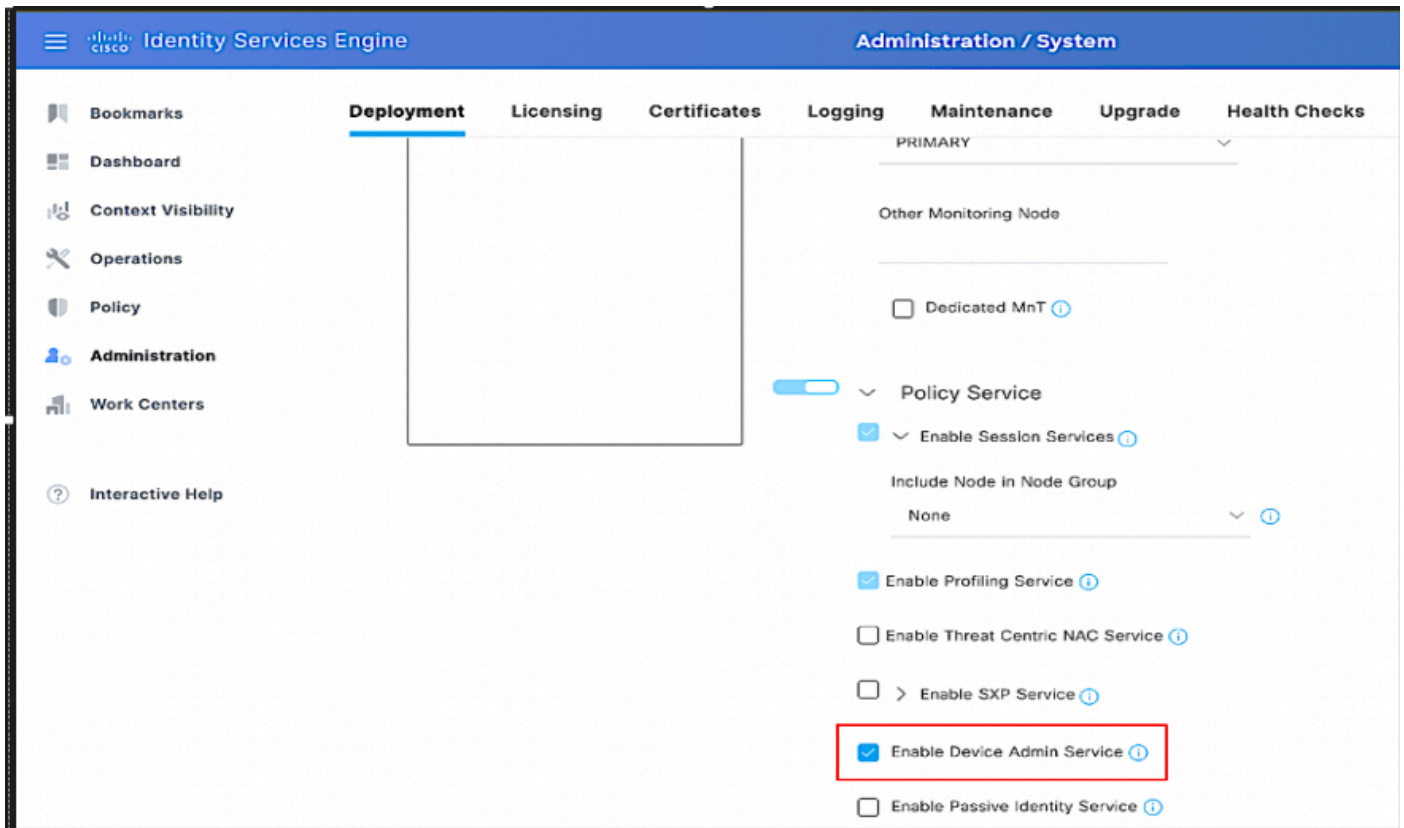 cisco Identity Services Engine
Administration / System
Bookmarks
Dashboard
Context Visibility
Operations
Policy
Administration
Work Centers
Interactive Help
Deployment Licensing Certificates Logging Maintenance Upgrade Health Checks
PRIMARY
Other Monitoring Node
Dedicated MnT
Policy Service
Enable Session Services
Include Node in Node Group
None
Enable Profiling Service
Enable Threat Centric NAC Service
Enable SXP Service
Enable Device Admin Service
Enable Passive Identity Service